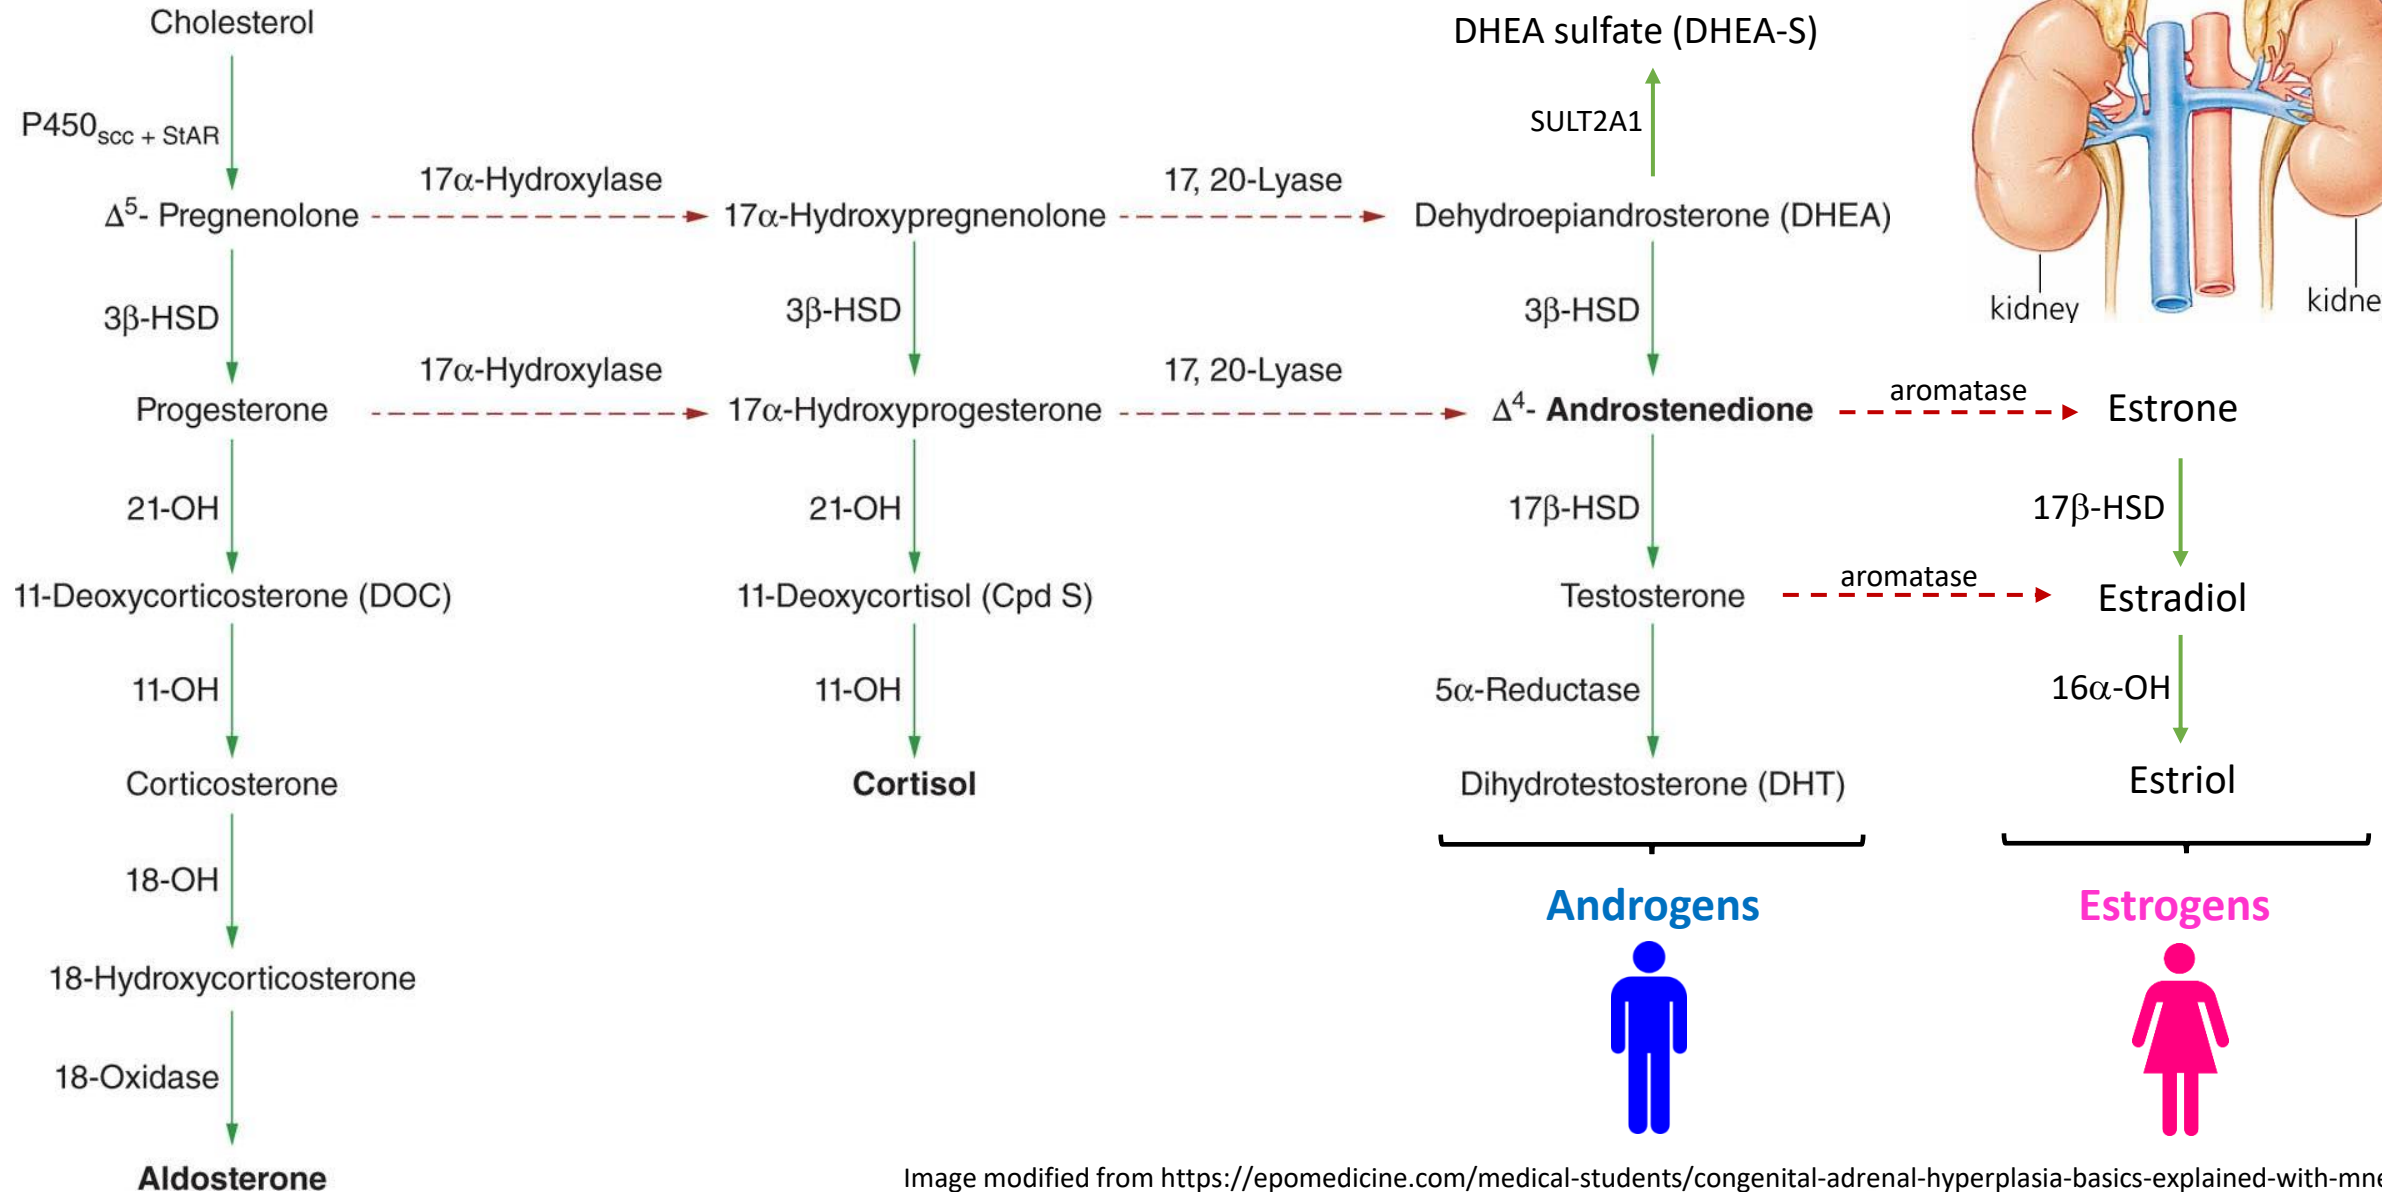 Cholesterol
DHEA sulfate (DHEA-S)
P450scc + StAR
SULT2A1
17α-Hydroxylase
17, 20-Lyase
Δ5- Pregnenolone
17α-Hydroxypregnenolone
Dehydroepiandrosterone (DHEA)
kidney
kidne
3β-HSD
3β-HSD
3β-HSD
17α-Hydroxylase
17, 20-Lyase
aromatase
Progesterone
17α-Hydroxyprogesterone
Δ4- Androstenedione
Estrone
21-OH
21-OH
17β-HSD
17β-HSD
aromatase
11-Deoxycorticosterone (DOC)
11-Deoxycortisol (Cpd S)
Testosterone
Estradiol
11-OH
11-OH
5α-Reductase
16α-OH
Corticosterone
Cortisol
Dihydrotestosterone (DHT)
Estriol
18-OH
Androgens
Estrogens
18-Hydroxycorticosterone
18-Oxidase
Aldosterone
Image modified from https://epomedicine.com/medical-students/congenital-adrenal-hyperplasia-basics-explained-with-mne